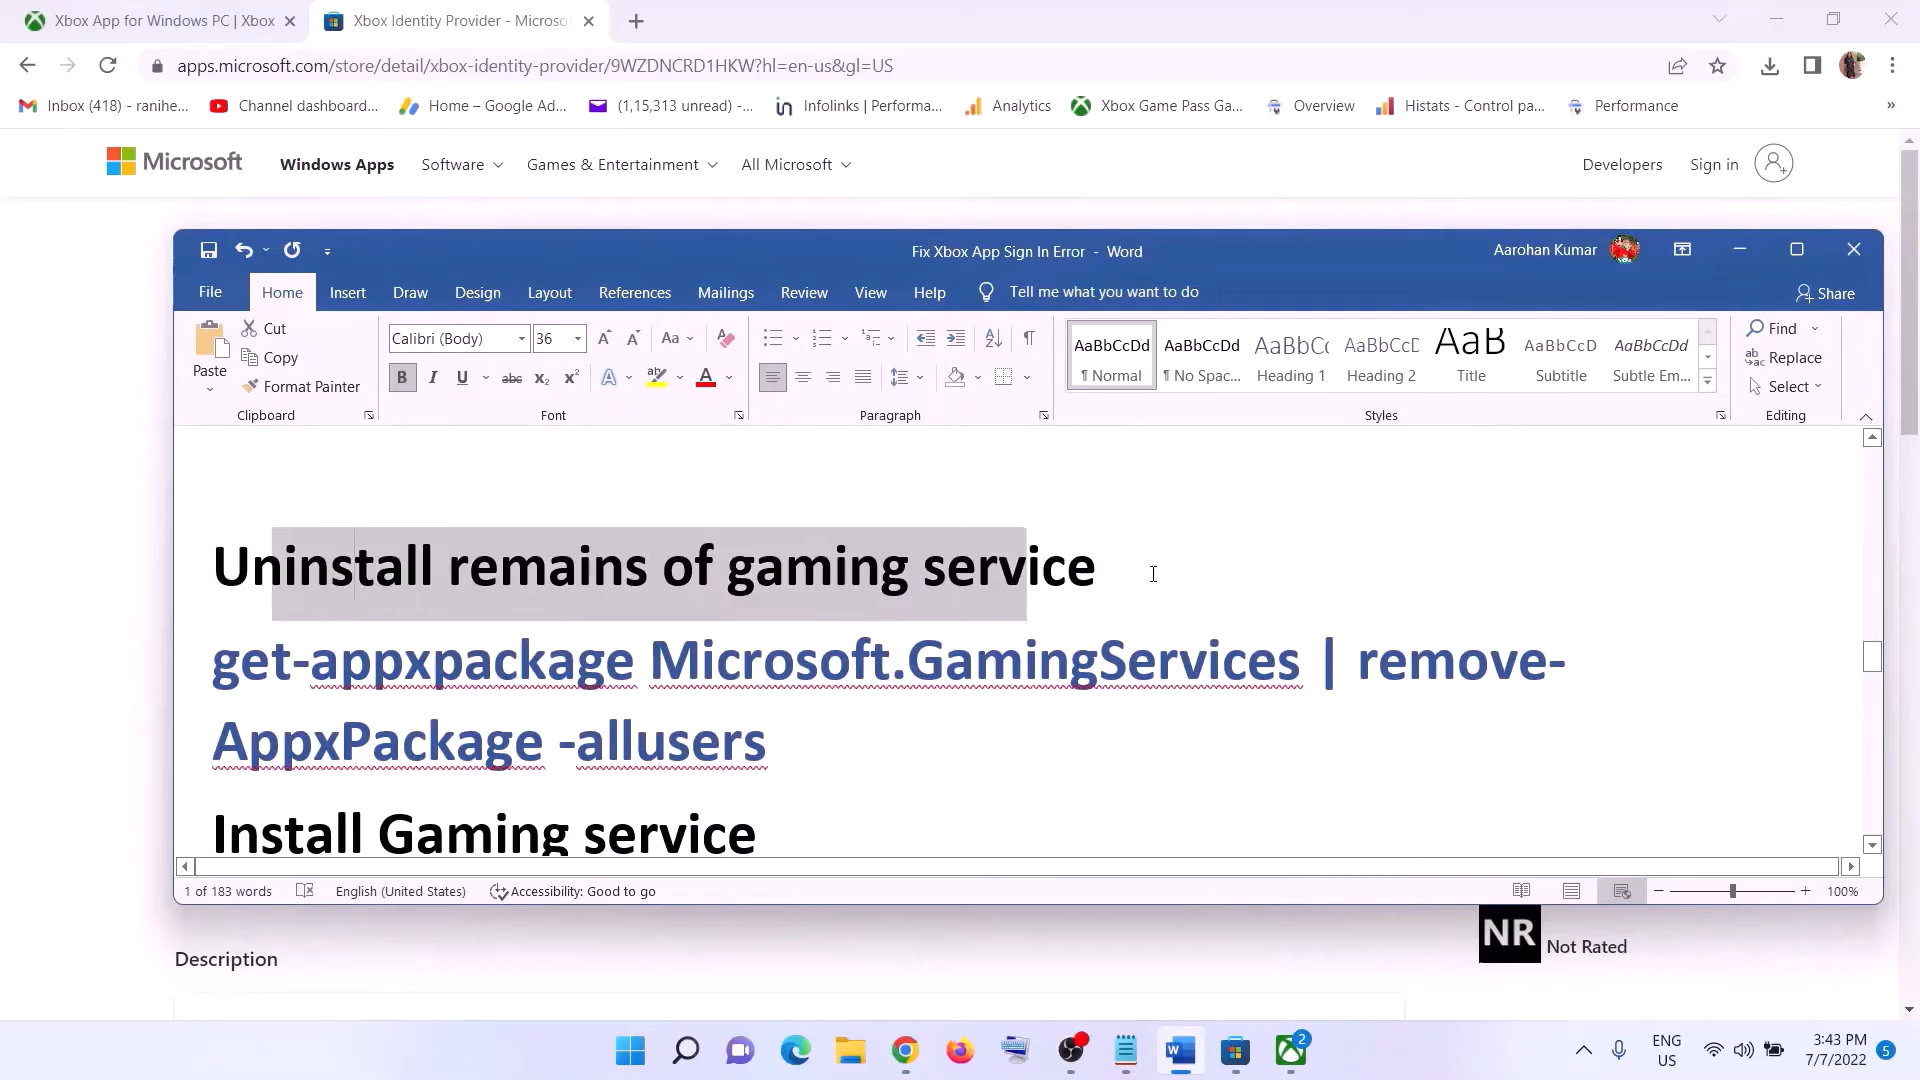 Xbox App for Windows PC | Xbox
Xbox Identity Provider - Microso
apps.microsoft.com/store/detail/xbox-identity-provider/9WZDNCRD1HKW?hl=en-us&gl=US
Inbox (418) - ranihe...
Channel dashboard...
Home – Google Ad...
(1,15,313 unread) -...
Infolinks | Performa...
Analytics
Xbox Game Pass Ga...
Overview
Histats - Control pa...
Performance
»
Microsoft
Windows Apps
Software
Games & Entertainment
All Microsoft
Developers
Sign in
Fix Xbox App Sign In Error - Word
Aarohan Kumar
File
Home
Insert
Draw
Design
Layout
References
Mailings
Review
View
Help
Tell me what you want to do
Share
Paste
Cut
Copy
Format Painter
Clipboard
Calibri (Body)
36
Font
Paragraph
AaBbCcDd
¶ Normal
AaBbCcDd
¶ No Spac...
AaBbCc
Heading 1
AaBbCcD
Heading 2
AaB
Title
AaBbCcD
Subtitle
AaBbCcDd
Subtle Em...
Styles
Find
Replace
Select
Editing
Uninstall remains of gaming service
get-appxpackage Microsoft.GamingServices | remove-
AppxPackage -allusers
Install Gaming service
1 of 183 words
English (United States)
Accessibility: Good to go
100%
NR
Not Rated
Description
2
ENG
US
3:43 PM
7/7/2022
5